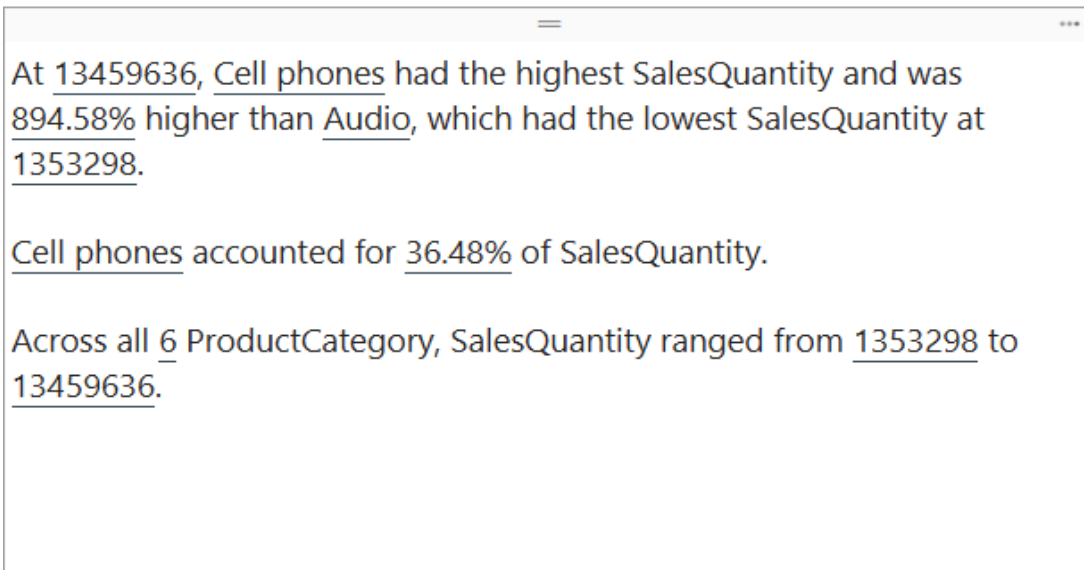 At 13459636, Cell phones had the highest SalesQuantity and was
894.58% higher than Audio, which had the lowest SalesQuantity at
1353298.
Cell phones accounted for 36.48% of SalesQuantity.
Across all 6 ProductCategory, SalesQuantity ranged from 1353298 to
13459636.